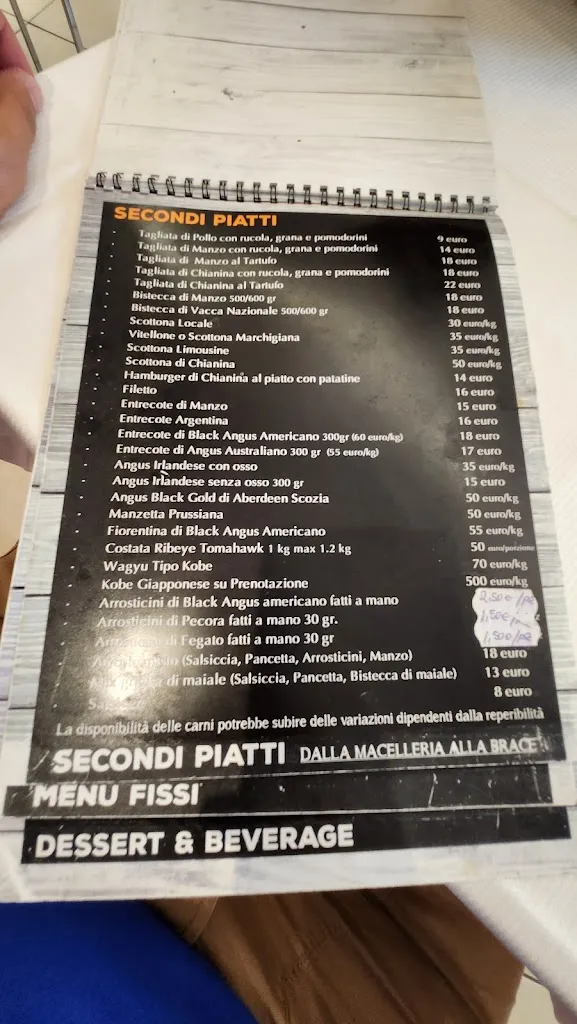 SECONDI PIATTI
Tagliata di Pollo con rucola, grana e pomodorini 9 euro
Tagliata di Manzo con rucola, grana e pomodorini 14 euro
Tagliata di Manzo al Tartufo 18 euro
Tagliata di Chianina con rucola, grana e pomodorini 18 euro
Tagliata di Chianina al Tartufo 22 euro
Bistecca di Manzo 500/600 gr 18 euro
Bistecca di Vacca Nazionale 500/600 gr 18 euro
Scottona Locale 30 euro/kg
Vitellone o Scottona Marchigiana 35 euro/kg
Scottona Limousine 35 euro/kg
Scottona di Chianina 50 euro/kg
Hamburger di Chianina al piatto con patatine 14 euro
Filetto 16 euro
Entrecote di Manzo 15 euro
Entrecote Argentina 16 euro
Entrecote di Black Angus Americano 300gr (60 euro/kg) 18 euro
Entrecote di Angus Australiano 300 gr (55 euro/kg) 17 euro
Angus Irlandese con osso 35 euro/kg
Angus Irlandese senza osso 300 gr 15 euro
Angus Black Gold di Aberdeen Scozia 50 euro/kg
Manzetta Prussiana 50 euro/kg
Fiorentina di Black Angus Americano 55 euro/kg
Costata Ribeye Tomahawk 1 kg max 1.2 kg 50 euro/porzione
Wagyu Tipo Kobe 70 euro/kg
Kobe Giapponese su Prenotazione 500 euro/kg
Arrosticini di Black Angus americano fatti a mano 2,50€/pz
Arrosticini di Pecora fatti a mano 30 gr. 1,50€/pz
di Fegato fatti a mano 30 gr 1,50€/pz
(Salsiccia, Pancetta, Arrosticini, Manzo) 18 euro
di maiale (Salsiccia, Pancetta, Bistecca di maiale) 13 euro
8 euro
La disponibilità delle carni potrebbe subire delle variazioni dipendenti dalla reperibilità
SECONDI PIATTI DALLA MACELLERIA ALLA BRACE
MENU FISSI
DESSERT & BEVERAGE